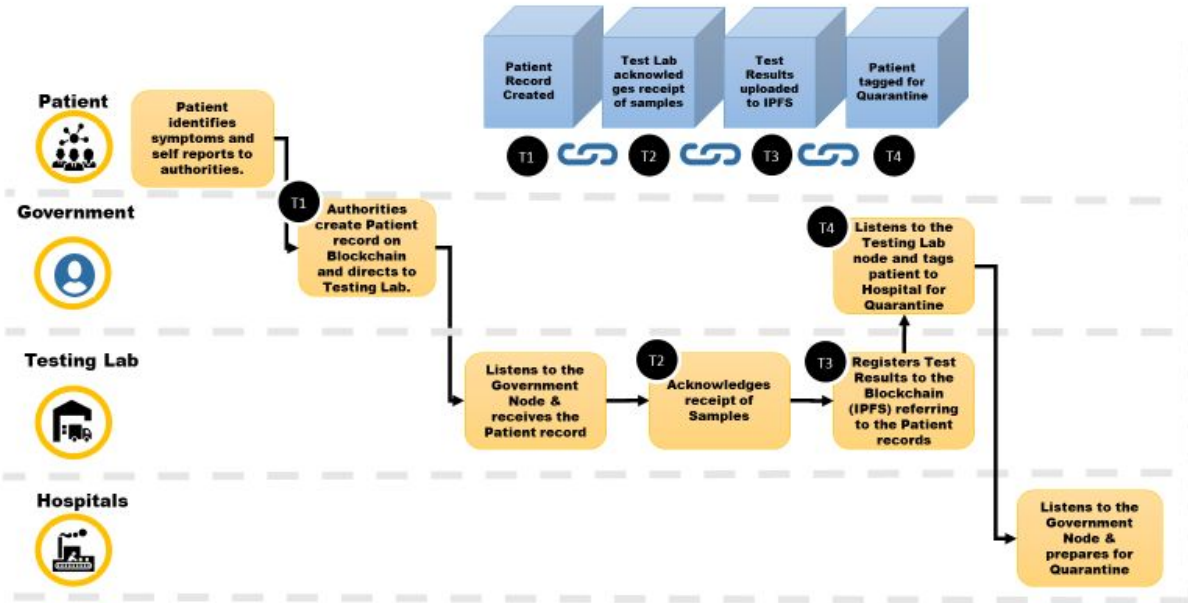 Patient
Record
Created
Test Lab
acknowled
ges receipt
of samples
Test
Results
uploaded
to IPFS
Patient
tagged for
Quarantine
T1
T2
T3
T4
Patient
Patient
identifies
symptoms and
self reports to
authorities.
Government
T1
Authorities
create Patient
record on
Blockchain
and directs to
Testing Lab.
T4
Listens to the
Testing Lab
node and tags
patient to
Hospital for
Quarantine
Testing Lab
Listens to the
Government
Node &
receives the
Patient record
T2
Acknowledges
receipt of
Samples
T3
Registers Test
Results to the
Blockchain
(IPFS) referring
to the Patient
records
Hospitals
Listens to the
Government
Node &
prepares for
Quarantine